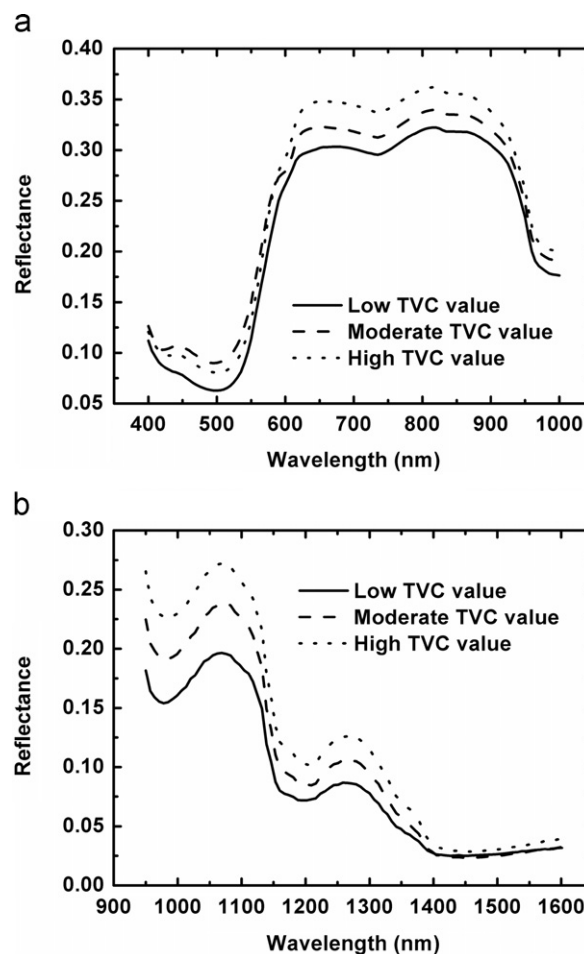 a
0.40
0.35
0.30
0.25
0.20
0.15
0.10
0.05
Reflectance
Low TVC value
Moderate TVC value
High TVC value
400 500 600 700 800 900 1000
Wavelength (nm)
b
0.30
0.25
0.20
0.15
0.10
0.05
0.00
Reflectance
Low TVC value
Moderate TVC value
High TVC value
900 1000 1100 1200 1300 1400 1500 1600
Wavelength (nm)